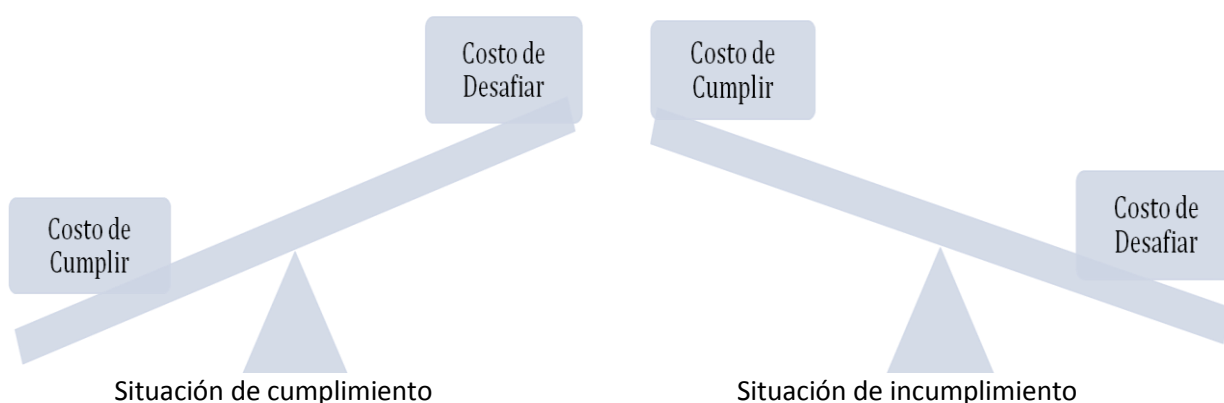 Costo de
Desafiar
Costo de
Cumplir
Situación de cumplimiento
Costo de
Cumplir
Costo de
Desafiar
Situación de incumplimiento